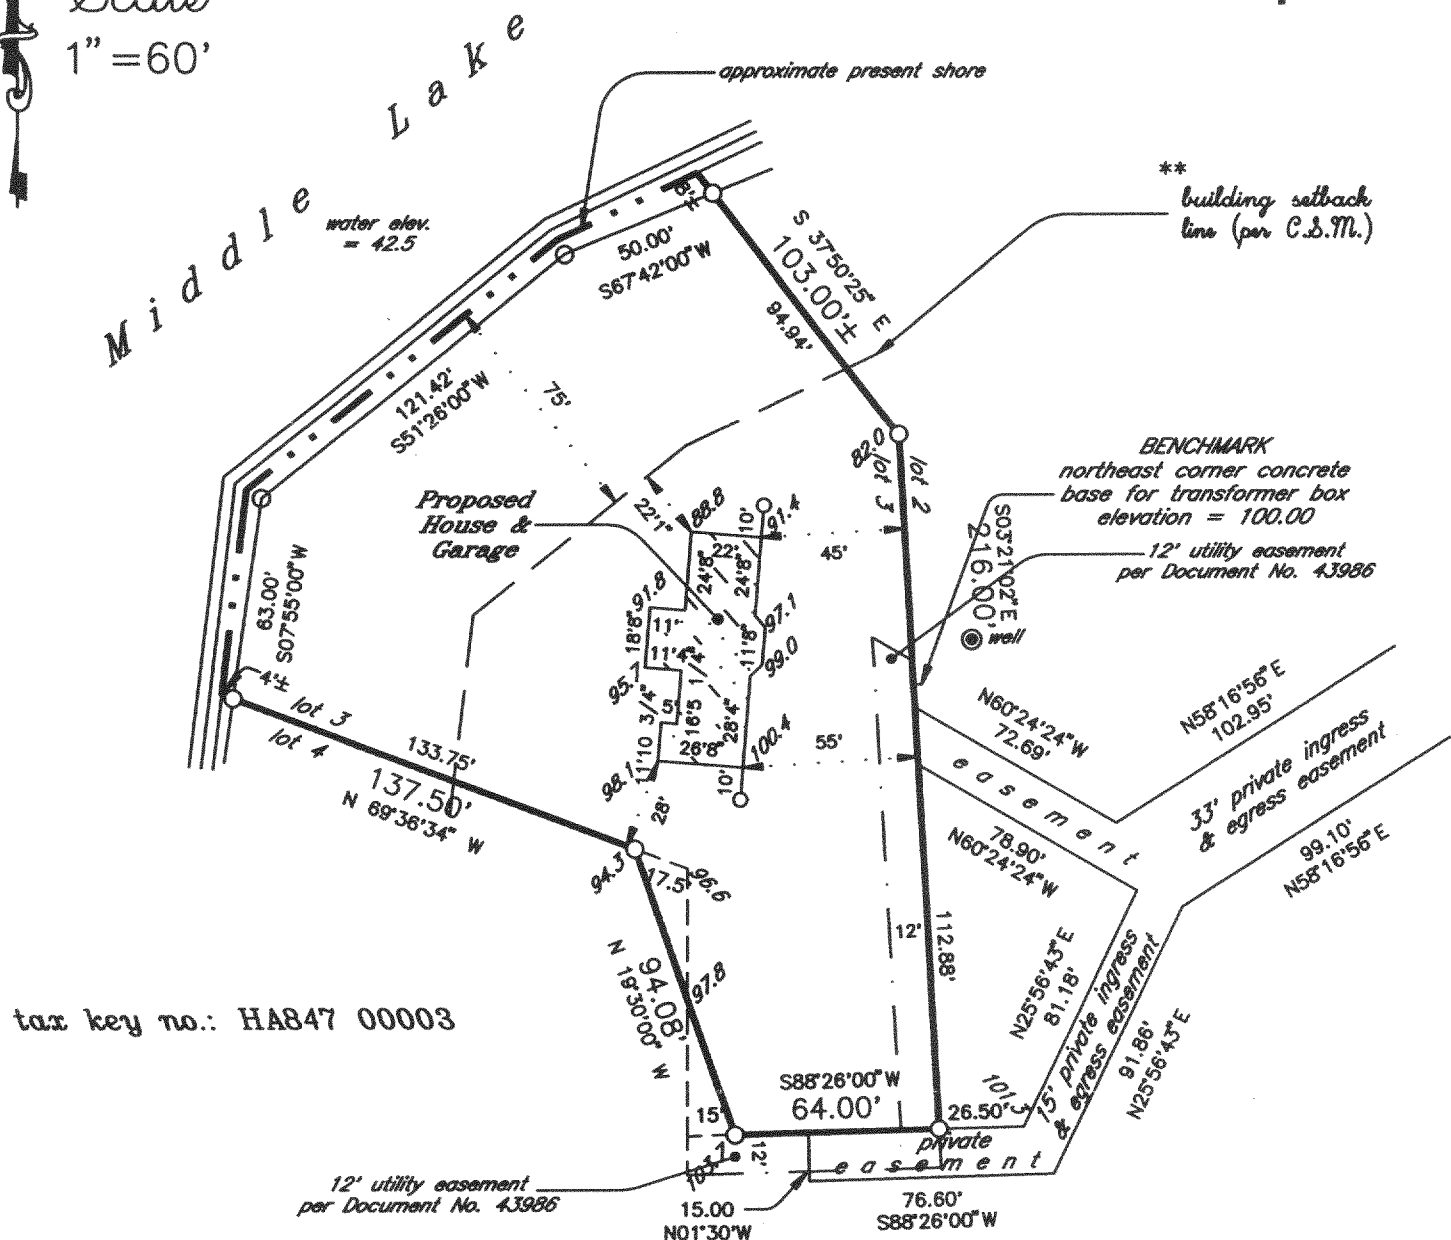 Scale
1" =60'
Middle Lake
approximate present shore
**
building setback
line (per C.S.M.)
water elev.
= 42.5
8'±
50.00'
S67°42'00"W
S 37°50'25" E
103.00'±
94.94'
121.42'
S51°26'00"W
75'
82.0
lot 3
lot 2
BENCHMARK
northeast corner concrete
base for transformer box
elevation = 100.00
Proposed
House &
Garage
22'1"
88.8
10'
91.4
22'
24'8"
24'8"
45'
S03°21'02"E
216.00'
12' utility easement
per Document No. 43986
well
63.00'
S07°55'00"W
91.8
11'
18'8"
11'4"
11'8"
97.1
99.0
95.7
5'
16'5
28'4"
11'10 3/4"
26'8"
100.4
98.1
10'
55'
28'
4'±
lot 3
lot 4
133.75'
137.50'
N 69°36'34" W
N60°24'24"W
72.69'
N58°16'56"E
102.95'
easement
33' private ingress
& egress easement
78.90'
N60°24'24"W
99.10'
N58°16'56"E
94.3
17.5'
96.6
12'
112.88'
N 19°30'00" W
94.08'
97.8
N25°56'43"E
81.18'
15' private ingress
& egress easement
91.86'
N25°56'43"E
tax key no.: HA847 00003
S88°26'00"W
64.00'
26.50'
15'
12'
private
easement
12' utility easement
per Document No. 43986
15.00
N01°30'W
76.60'
S88°26'00"W